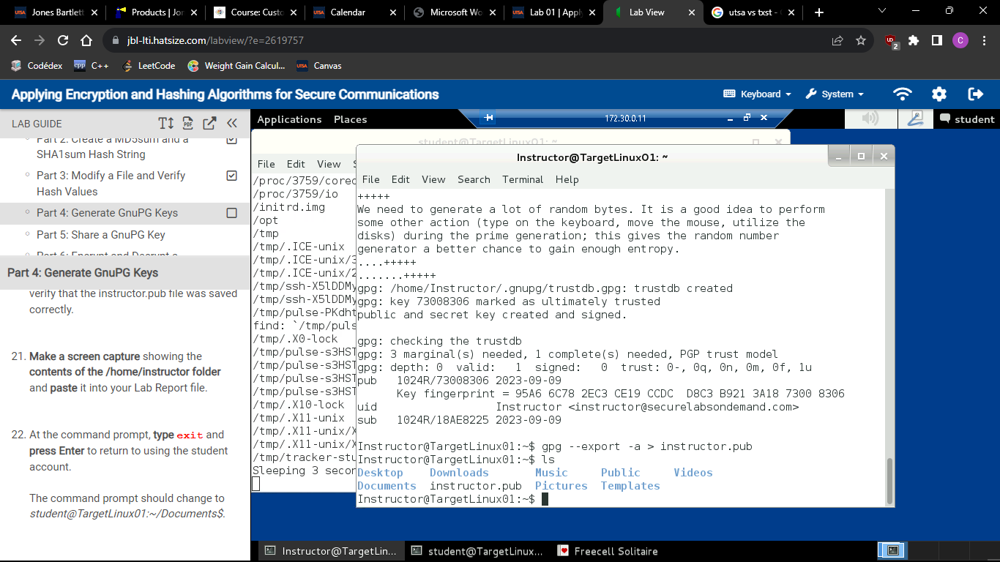 Jones Bartlett
Products | Jor
Course: Custo
Calendar
Microsoft Wo
Lab 01 | Apply
Lab View
utsa vs txst -
jbl-lti.hatsize.com/labview/?e=2619757
2
C
Codédex
C++
LeetCode
Weight Gain Calcul...
Canvas
Applying Encryption and Hashing Algorithms for Secure Communications
Keyboard
System
LAB GUIDE
Part 2: Create a MD5sum and a
SHA1sum Hash String
Part 3: Modify a File and Verify
Hash Values
Part 4: Generate GnuPG Keys
Part 5: Share a GnuPG Key
Part 6: Encrypt and Decrypt a
Part 4: Generate GnuPG Keys
verify that the instructor.pub file was saved
correctly.
21. Make a screen capture showing the
contents of the /home/instructor folder
and paste it into your Lab Report file.
22. At the command prompt, type exit and
press Enter to return to using the student
account.
The command prompt should change to
student@TargetLinux01:~/Documents$.
Applications Places
172.30.0.11
student
student@TargetLinux01: ~
File Edit View S
/proc/3759/cored
/proc/3759/io
/initrd.img
/opt
/tmp
/tmp/.ICE-unix
/tmp/.ICE-unix/3
/tmp/.ICE-unix/2
/tmp/ssh-X5lDDMy
/tmp/ssh-X5lDDMy
/tmp/pulse-PKdht
find: `/tmp/puls
/tmp/.X0-lock
/tmp/pulse-s3HST
/tmp/pulse-s3HST
/tmp/pulse-s3HST
/tmp/pulse-s3HST
/tmp/.X10-lock
/tmp/.X11-unix
/tmp/.X11-unix/X
/tmp/.X11-unix/X
/tmp/tracker-stu
Sleeping 3 secon
Instructor@TargetLinux01: ~
File Edit View Search Terminal Help
+++++
We need to generate a lot of random bytes. It is a good idea to perform
some other action (type on the keyboard, move the mouse, utilize the
disks) during the prime generation; this gives the random number
generator a better chance to gain enough entropy.
....+++++
.......+++++
gpg: /home/Instructor/.gnupg/trustdb.gpg: trustdb created
gpg: key 73008306 marked as ultimately trusted
public and secret key created and signed.
gpg: checking the trustdb
gpg: 3 marginal(s) needed, 1 complete(s) needed, PGP trust model
gpg: depth: 0 valid: 1 signed: 0 trust: 0-, 0q, 0n, 0m, 0f, 1u
pub 1024R/73008306 2023-09-09
Key fingerprint = 95A6 6C78 2EC3 CE19 CCDC D8C3 B921 3A18 7300 8306
uid Instructor <instructor@securelabsondemand.com>
sub 1024R/18AE8225 2023-09-09
Instructor@TargetLinux01:~$ gpg --export -a > instructor.pub
Instructor@TargetLinux01:~$ ls
Desktop Downloads Music Public Videos
Documents instructor.pub Pictures Templates
Instructor@TargetLinux01:~$
Instructor@TargetLin...
student@TargetLinux...
Freecell Solitaire